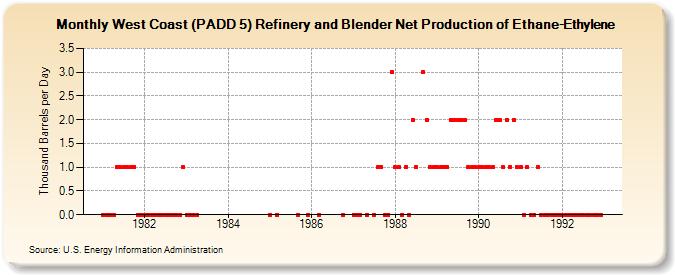 Monthly West Coast (PADD 5) Refinery and Blender Net Production of Ethane-Ethylene
Thousand Barrels per Day
3.5
3.0
2.5
2.0
1.5
1.0
0.5
0.0
1982 1984 1986 1988 1990 1992
Source: U.S. Energy Information Administration